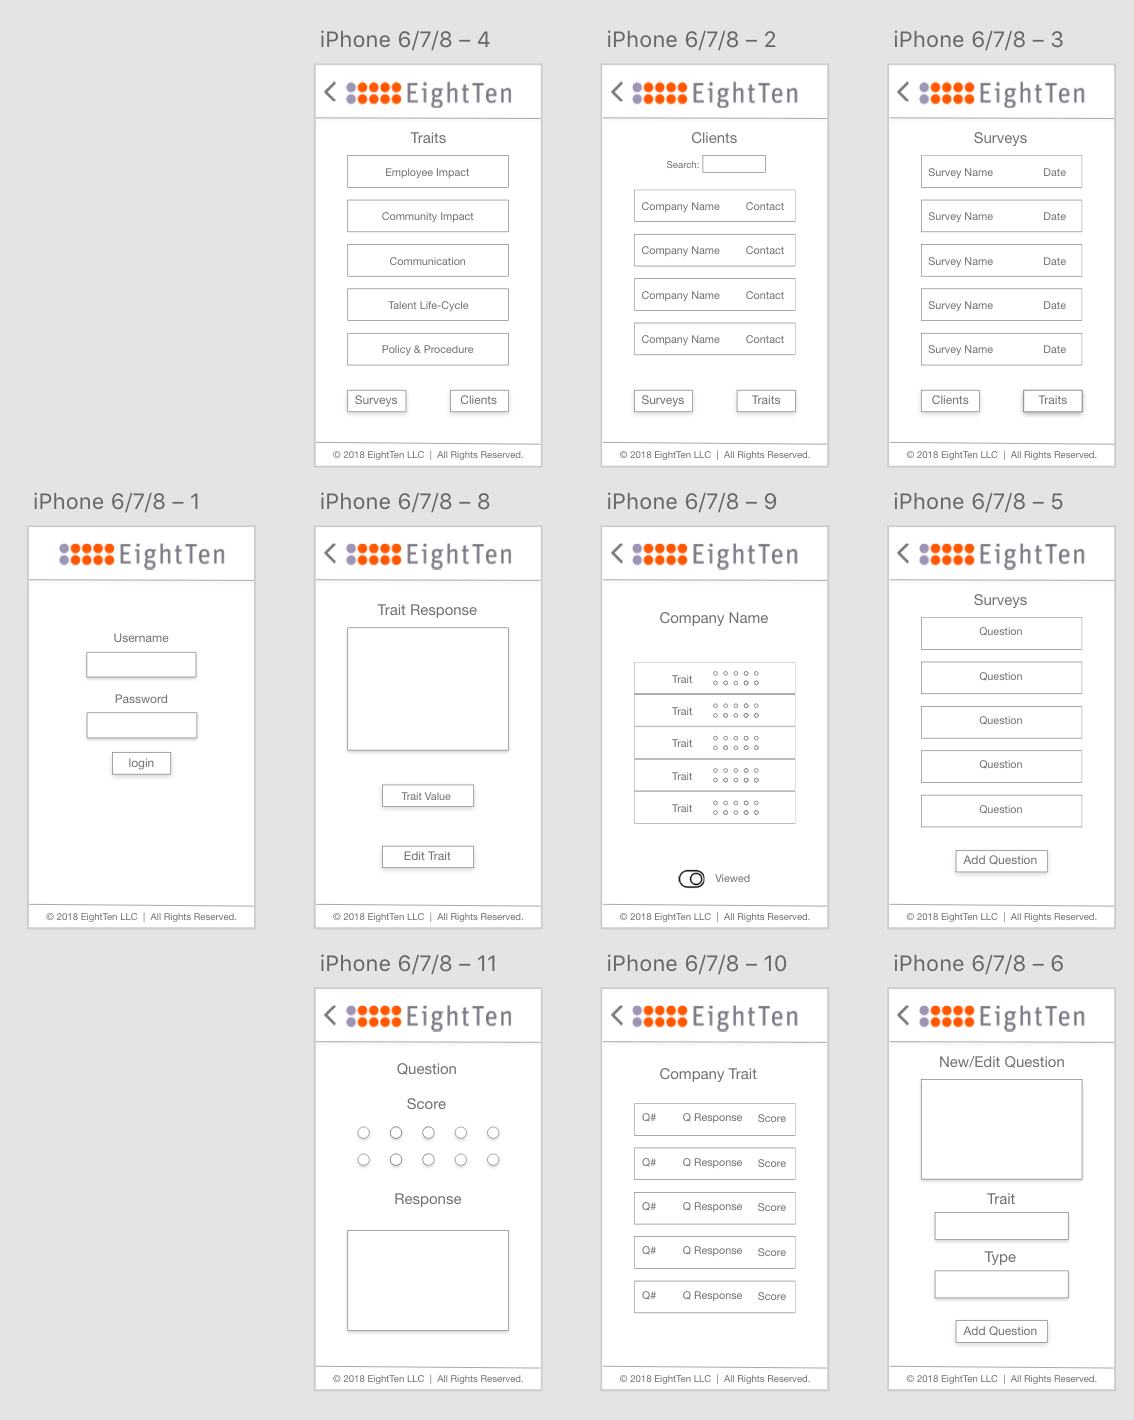 iPhone 6/7/8 – 4
EightTen
Traits
Employee Impact
Community Impact
Communication
Talent Life-Cycle
Policy & Procedure
Surveys
Clients
© 2018 EightTen LLC | All Rights Reserved.
iPhone 6/7/8 – 2
EightTen
Clients
Search:
Company Name Contact
Company Name Contact
Company Name Contact
Company Name Contact
Surveys
Traits
© 2018 EightTen LLC | All Rights Reserved.
iPhone 6/7/8 – 3
EightTen
Surveys
Survey Name Date
Survey Name Date
Survey Name Date
Survey Name Date
Survey Name Date
Clients
Traits
© 2018 EightTen LLC | All Rights Reserved.
iPhone 6/7/8 – 1
EightTen
Username
Password
login
© 2018 EightTen LLC | All Rights Reserved.
iPhone 6/7/8 – 8
EightTen
Trait Response
Trait Value
Edit Trait
© 2018 EightTen LLC | All Rights Reserved.
iPhone 6/7/8 – 9
EightTen
Company Name
Trait
Trait
Trait
Trait
Trait
Viewed
© 2018 EightTen LLC | All Rights Reserved.
iPhone 6/7/8 – 5
EightTen
Surveys
Question
Question
Question
Question
Question
Add Question
© 2018 EightTen LLC | All Rights Reserved.
iPhone 6/7/8 – 11
EightTen
Question
Score
Response
© 2018 EightTen LLC | All Rights Reserved.
iPhone 6/7/8 – 10
EightTen
Company Trait
Q# Q Response Score
Q# Q Response Score
Q# Q Response Score
Q# Q Response Score
Q# Q Response Score
© 2018 EightTen LLC | All Rights Reserved.
iPhone 6/7/8 – 6
EightTen
New/Edit Question
Trait
Type
Add Question
© 2018 EightTen LLC | All Rights Reserved.